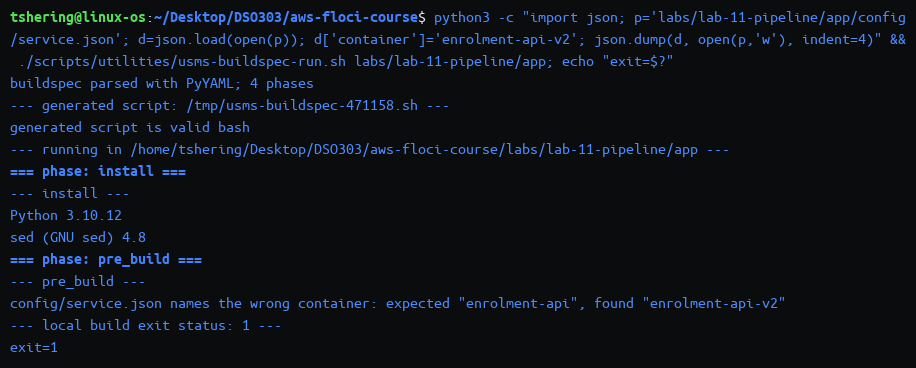 tshering@linux-os:~/Desktop/DSO303/aws-floci-course$ python3 -c "import json; p='labs/lab-11-pipeline/app/config
/service.json'; d=json.load(open(p)); d['container']='enrolment-api-v2'; json.dump(d, open(p,'w'), indent=4)" &&
 ./scripts/utilities/usms-buildspec-run.sh labs/lab-11-pipeline/app; echo "exit=$?"
buildspec parsed with PyYAML; 4 phases
--- generated script: /tmp/usms-buildspec-471158.sh ---
generated script is valid bash
--- running in /home/tshering/Desktop/DSO303/aws-floci-course/labs/lab-11-pipeline/app ---
=== phase: install ===
--- install ---
Python 3.10.12
sed (GNU sed) 4.8
=== phase: pre_build ===
--- pre_build ---
config/service.json names the wrong container: expected "enrolment-api", found "enrolment-api-v2"
--- local build exit status: 1 ---
exit=1